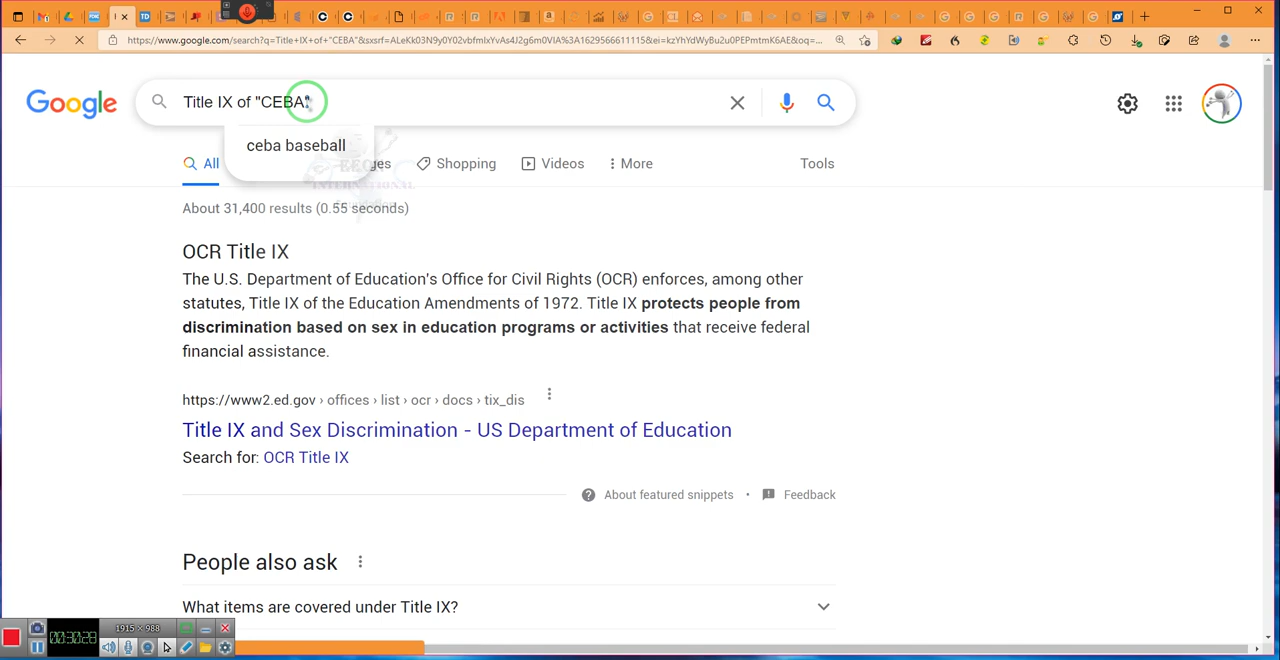 https://www.google.com/search?q=Title+IX+of+"CEBA"&sxsrf=ALeKk03N9y0Y02vbfmIxYvAs4J2g6m0VIA%3A1629566611115&ei=kzYhYdWyBu2u0PEPmtmK6AE&oq=...
Google
Title IX of "CEBA"
ceba baseball
All
Shopping
Videos
More
Tools
About 31,400 results (0.55 seconds)
OCR Title IX
The U.S. Department of Education's Office for Civil Rights (OCR) enforces, among other
statutes, Title IX of the Education Amendments of 1972. Title IX protects people from
discrimination based on sex in education programs or activities that receive federal
financial assistance.
https://www2.ed.gov › offices › list › ocr › docs › tix_dis
Title IX and Sex Discrimination - US Department of Education
Search for: OCR Title IX
About featured snippets • Feedback
People also ask
What items are covered under Title IX?
1915 x 988
00:30:28